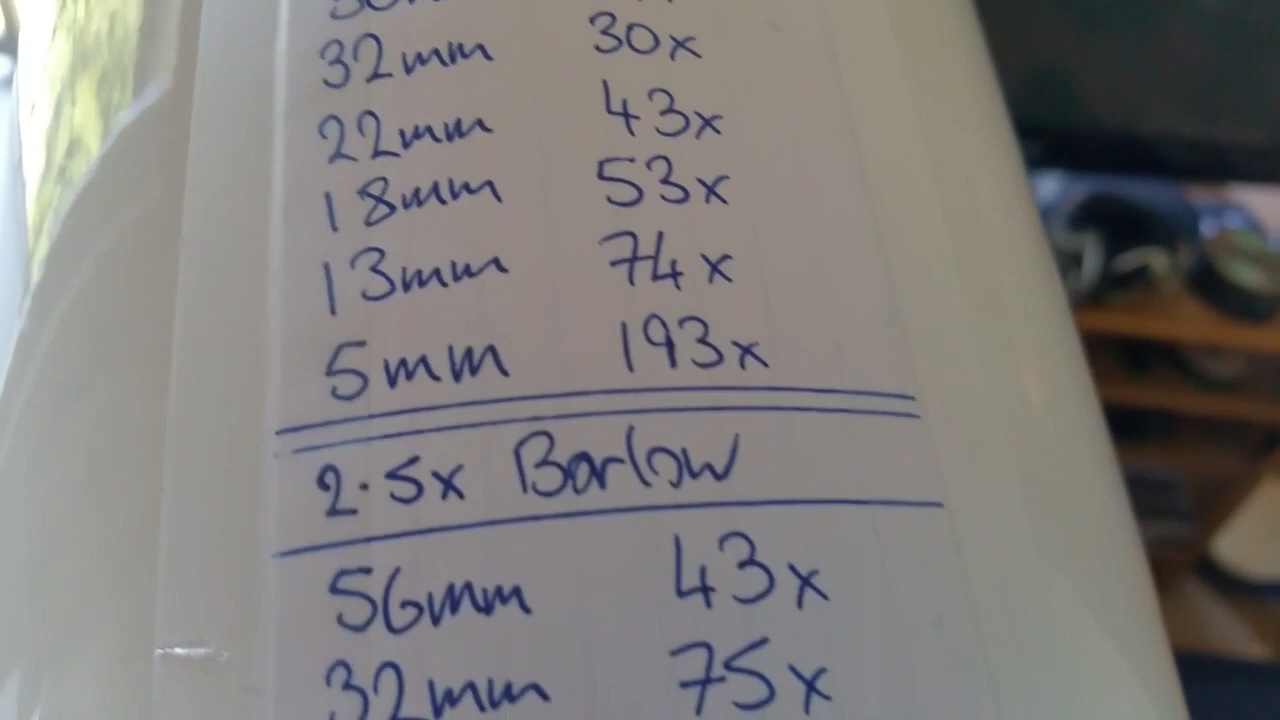 32mm 30x
22mm 43x
18mm 53x
13mm 74x
5mm 193x
2.5x Barlow
56mm 43x
32mm 75x